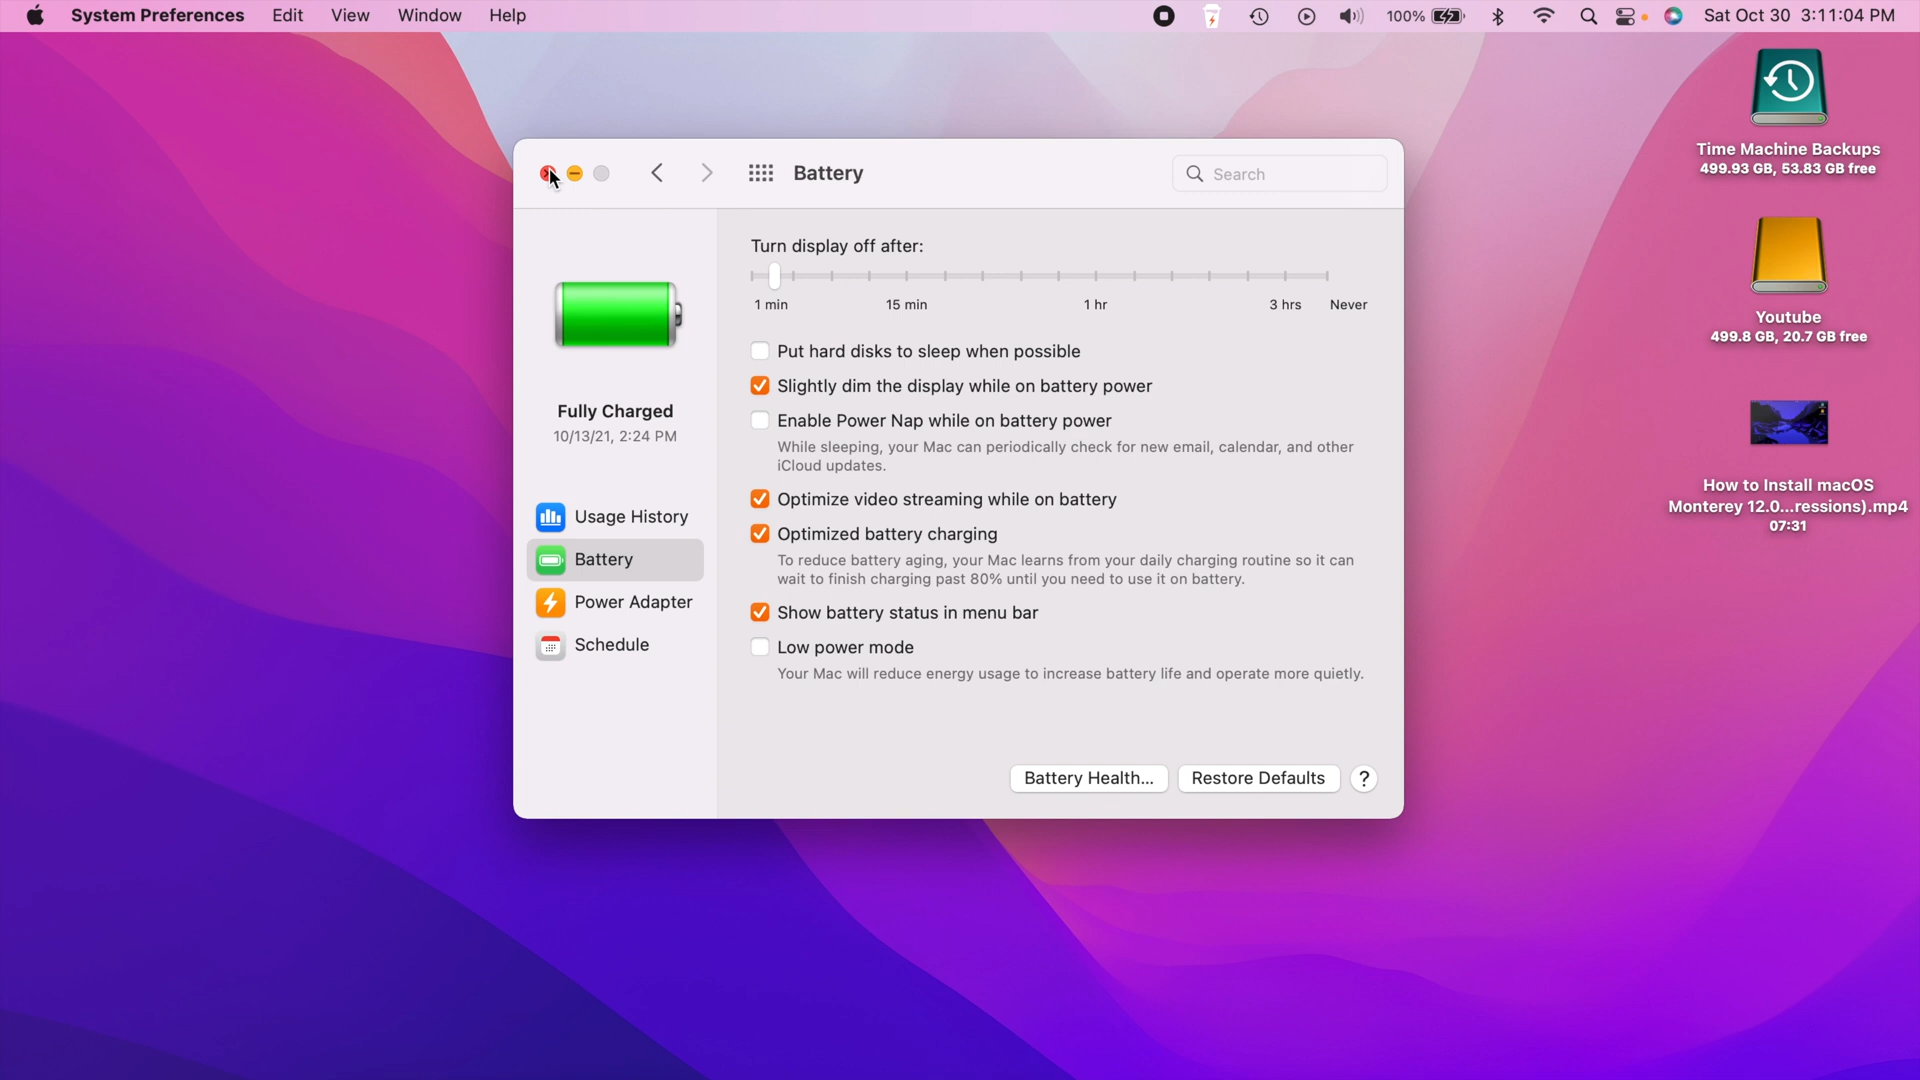 System Preferences Edit View Window Help 100% Sat Oct 30 3:11:04 PM
Time Machine Backups
499.93 GB, 53.83 GB free
Youtube
499.8 GB, 20.7 GB free
How to Install macOS
Monterey 12.0...ressions).mp4
07:31
Battery
Search
Fully Charged
10/13/21, 2:24 PM
Usage History
Battery
Power Adapter
Schedule
Turn display off after:
1 min 15 min 1 hr 3 hrs Never
Put hard disks to sleep when possible
Slightly dim the display while on battery power
Enable Power Nap while on battery power
While sleeping, your Mac can periodically check for new email, calendar, and other
iCloud updates.
Optimize video streaming while on battery
Optimized battery charging
To reduce battery aging, your Mac learns from your daily charging routine so it can
wait to finish charging past 80% until you need to use it on battery.
Show battery status in menu bar
Low power mode
Your Mac will reduce energy usage to increase battery life and operate more quietly.
Battery Health... Restore Defaults ?